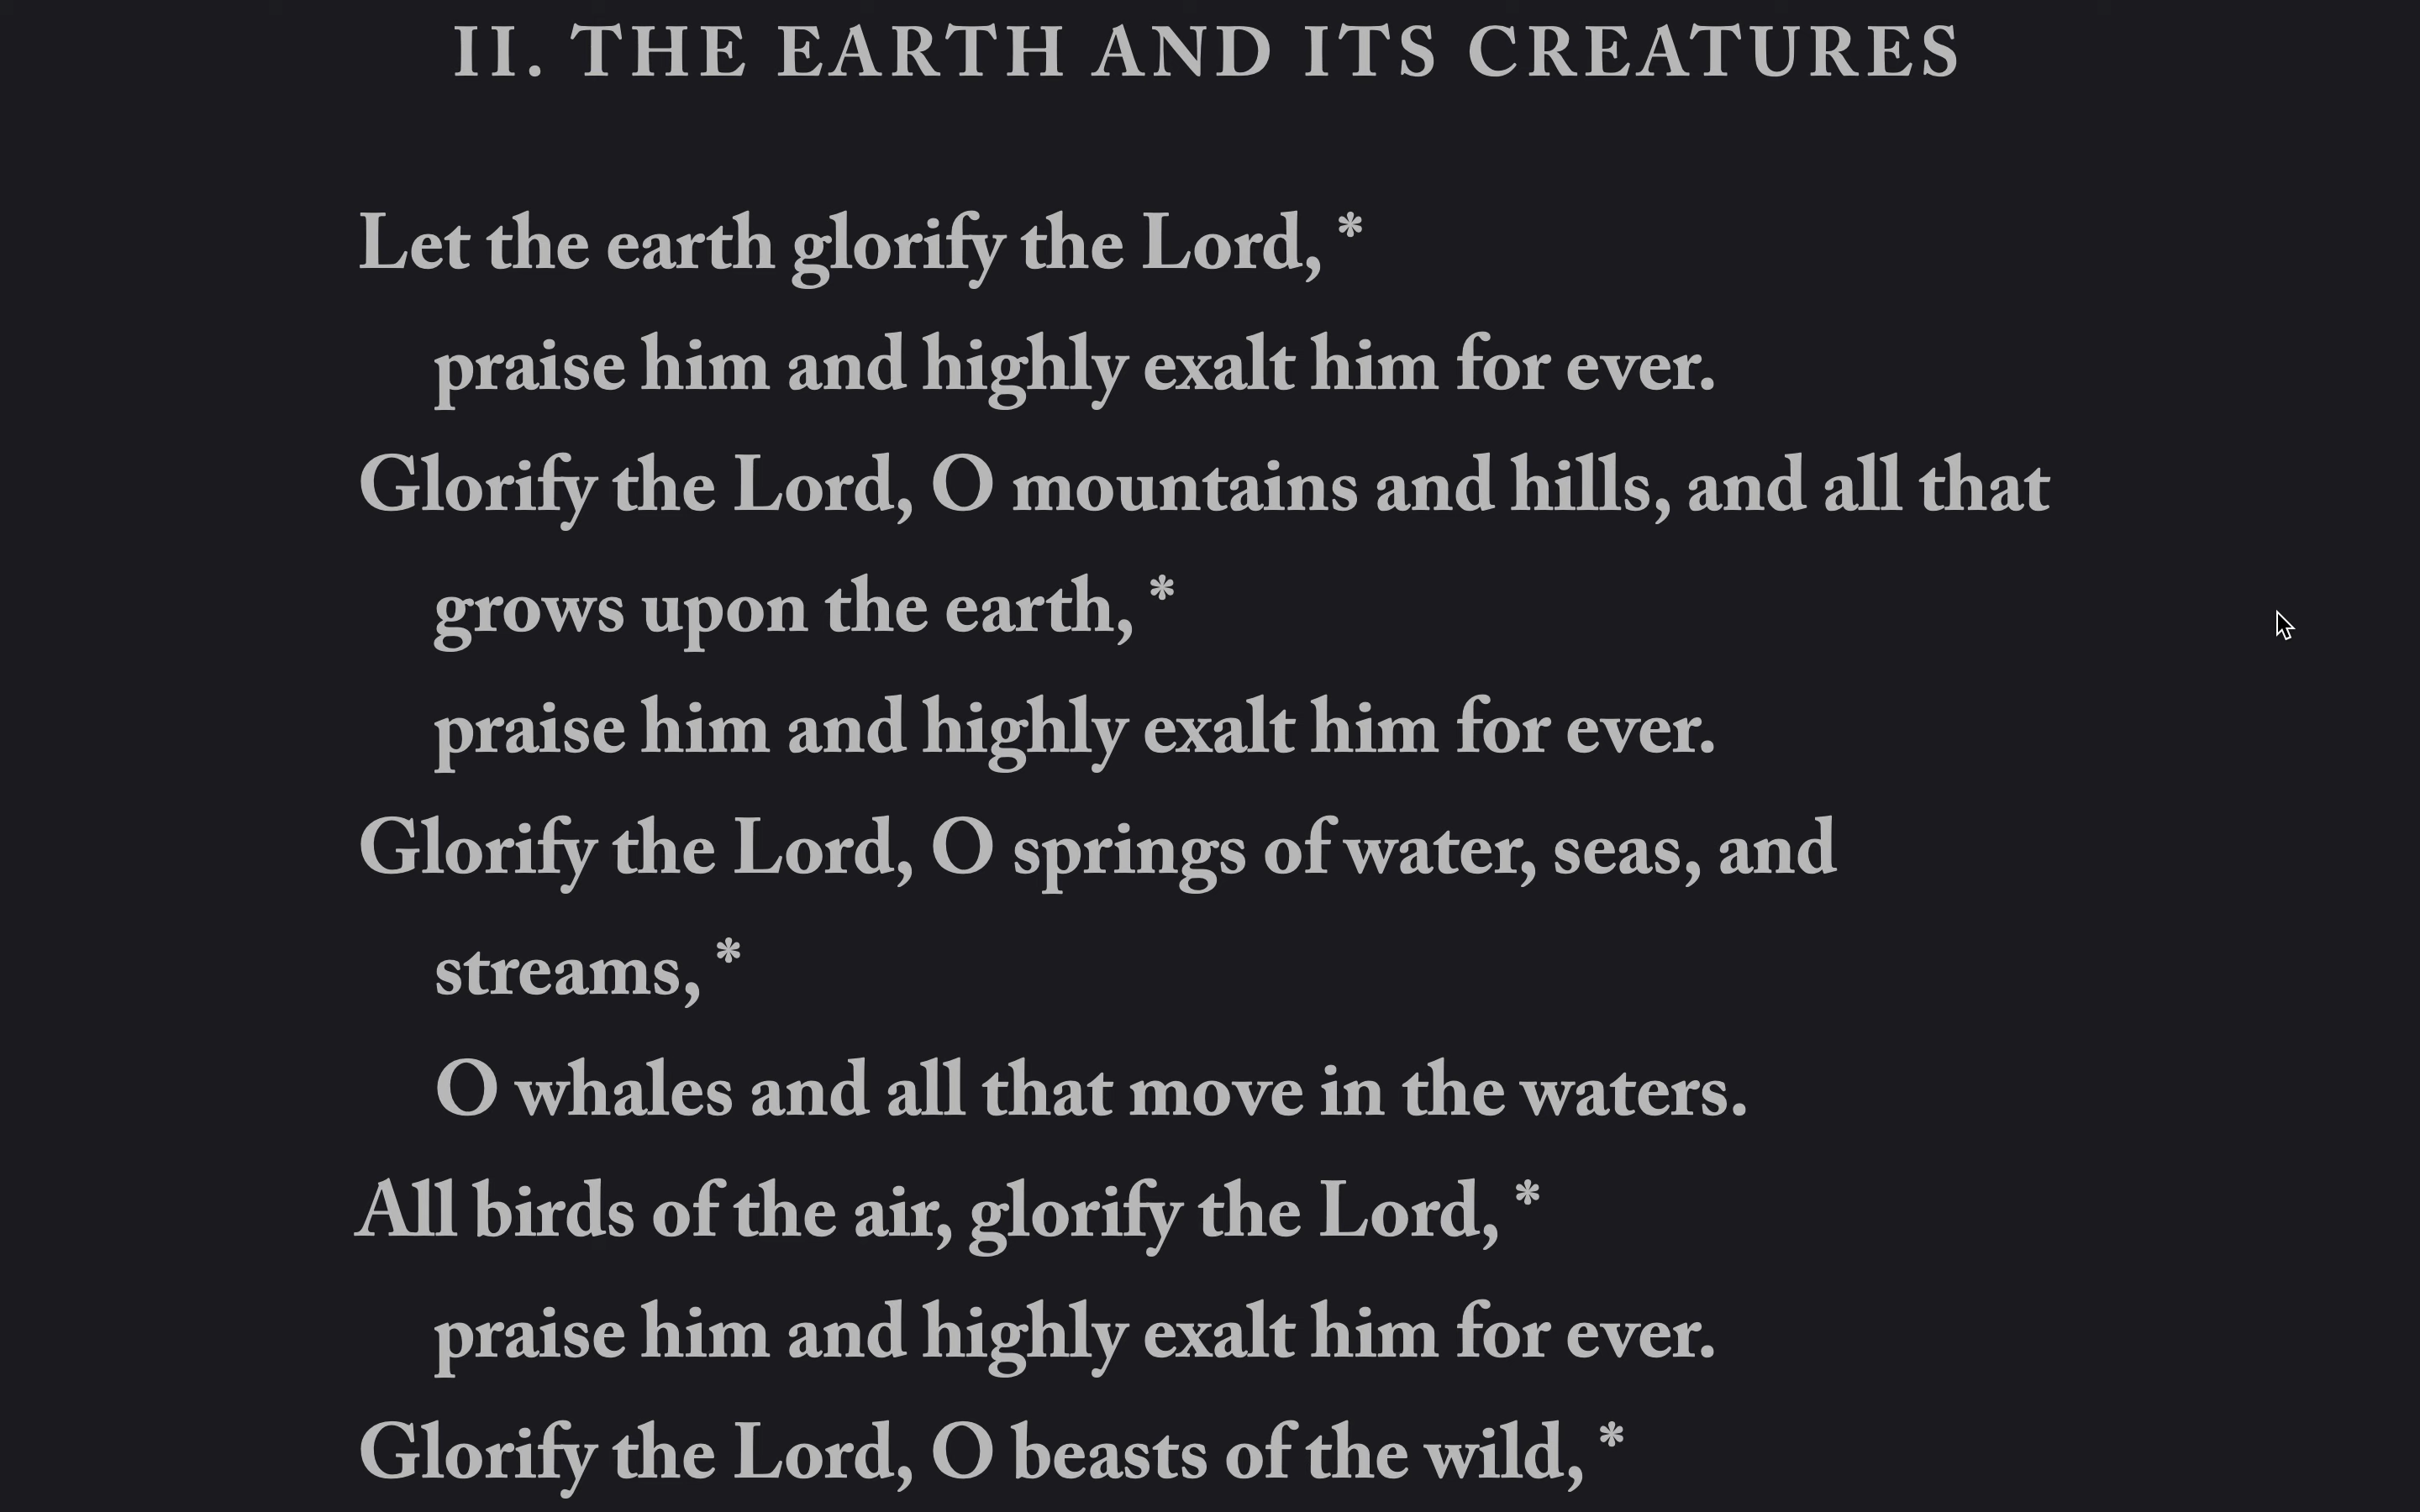 II. THE EARTH AND ITS CREATURES
Let the earth glorify the Lord, *
praise him and highly exalt him for ever.
Glorify the Lord, O mountains and hills, and all that
grows upon the earth, *
praise him and highly exalt him for ever.
Glorify the Lord, O springs of water, seas, and
streams, *
O whales and all that move in the waters.
All birds of the air, glorify the Lord, *
praise him and highly exalt him for ever.
Glorify the Lord, O beasts of the wild, *